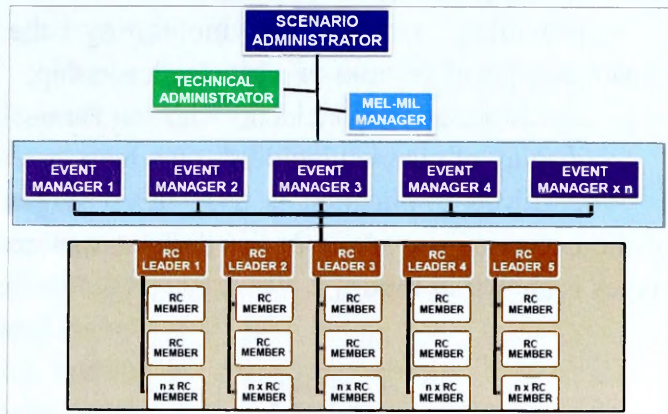 SCENARIO
ADMINISTRATOR
TECHNICAL
ADMINISTRATOR
MEL-MIL
MANAGER
EVENT
MANAGER 1
EVENT
MANAGER 2
EVENT
MANAGER 3
EVENT
MANAGER 4
EVENT
MANAGER x n
RC
LEADER 1
RC
LEADER 2
RC
LEADER 3
RC
LEADER 4
RC
LEADER 5
RC
MEMBER
RC
MEMBER
RC
MEMBER
RC
MEMBER
RC
MEMBER
RC
MEMBER
RC
MEMBER
RC
MEMBER
RC
MEMBER
RC
MEMBER
n x RC
MEMBER
n x RC
MEMBER
n x RC
MEMBER
n x RC
MEMBER
n x RC
MEMBER